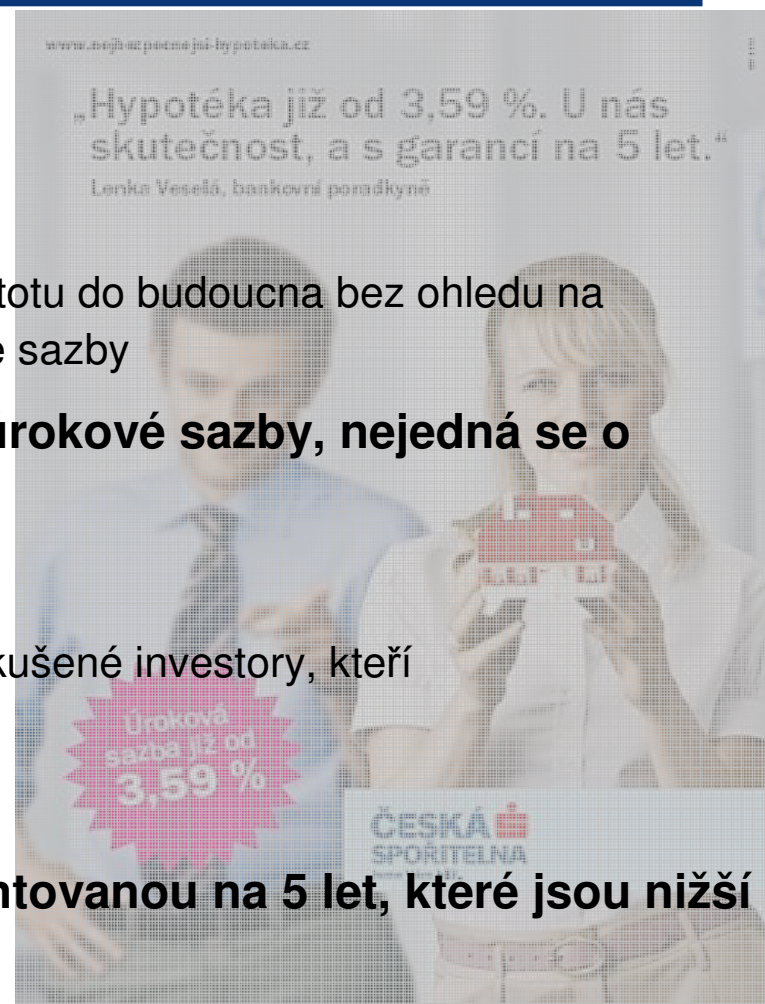 www.nejbezpecnejsi-hypoteka.cz
„Hypotéka již od 3,59 %. U nás
skutečnost, a s garancí na 5 let.“
Lenka Veselá, bankovní poradkyně
totu do budoucna bez ohledu na
e sazby
úrokové sazby, nejedná se o
kušené investory, kteří
Úroková
sazba již od
3,59 %
ČESKÁ
SPOŘITELNA
ntovanou na 5 let, které jsou nižší